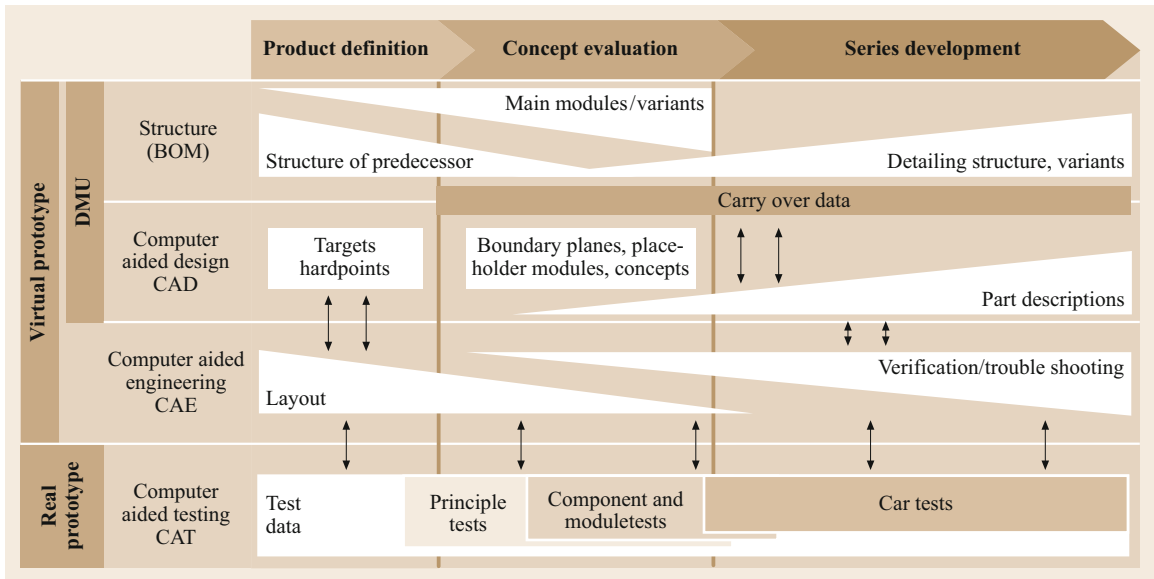 Product definition
Concept evaluation
Series development
Virtual prototype
DMU
Structure
(BOM)
Main modules/variants
Structure of predecessor
Detailing structure, variants
Carry over data
Computer
aided design
CAD
Targets
hardpoints
Boundary planes, place-
holder modules, concepts
Part descriptions
Computer aided
engineering
CAE
Layout
Verification/trouble shooting
Real
prototype
Computer
aided testing
CAT
Test
data
Principle
tests
Component and
moduletests
Car tests